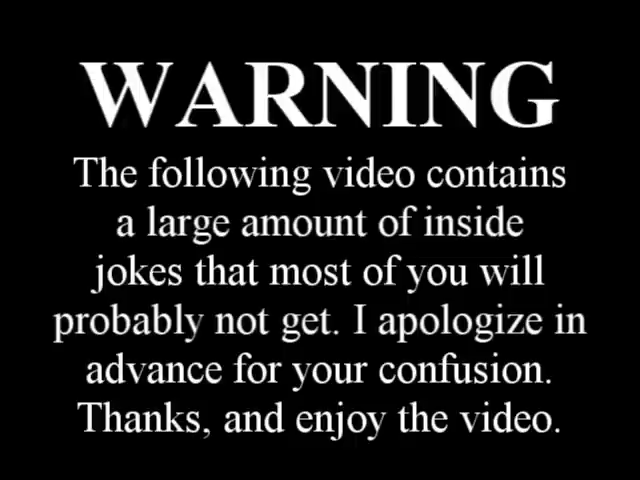 WARNING
The following video contains
a large amount of inside
jokes that most of you will
probably not get. I apologize in
advance for your confusion.
Thanks, and enjoy the video.